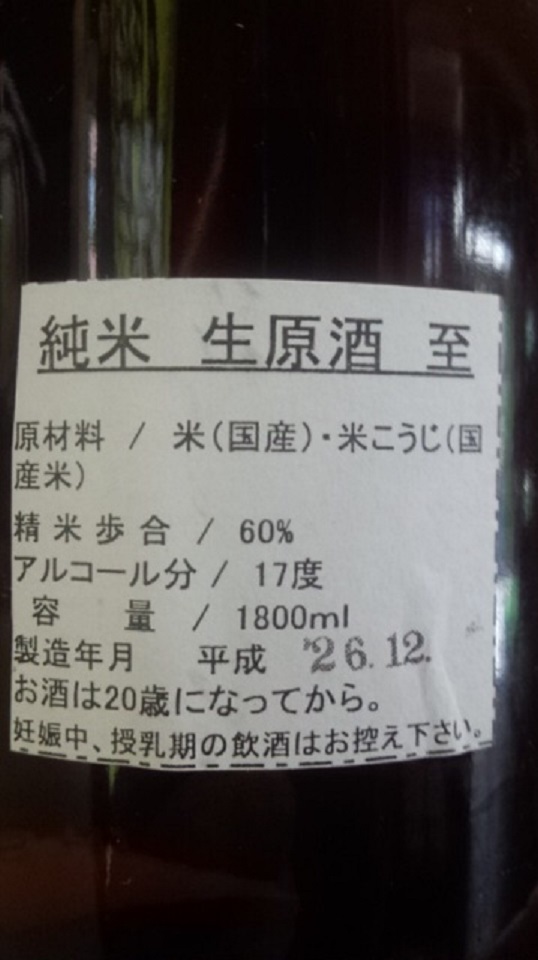 純米 生原酒 至
原材料 / 米(国産)・米こうじ(国
産米)
精米歩合 / 60%
アルコール分 / 17度
容 量 / 1800ml
製造年月 平成 '26.12.
お酒は20歳になってから。
妊娠中、授乳期の飲酒はお控え下さい。